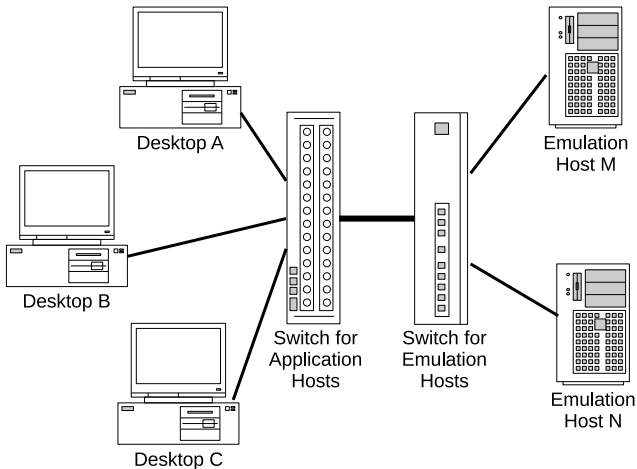 Desktop A
Desktop B
Desktop C
Switch for
Application
Hosts
Switch for
Emulation
Hosts
Emulation
Host M
Emulation
Host N